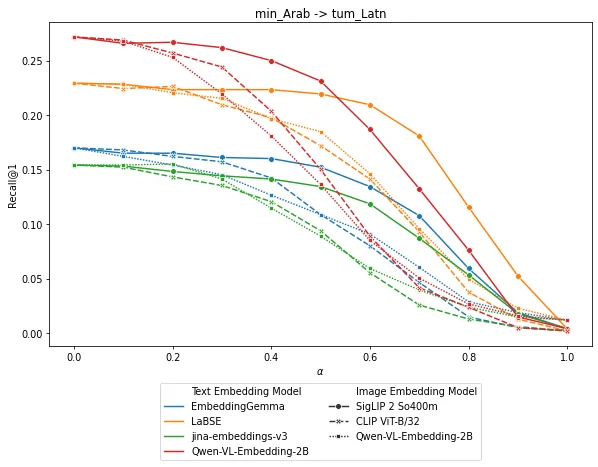 min_Arab -> tum_Latn
Recall@1
0.25
0.20
0.15
0.10
0.05
0.00
0.0 0.2 0.4 0.6 0.8 1.0
α
Text Embedding Model
EmbeddingGemma
LaBSE
jina-embeddings-v3
Qwen-VL-Embedding-2B
Image Embedding Model
SigLIP 2 So400m
CLIP ViT-B/32
Qwen-VL-Embedding-2B